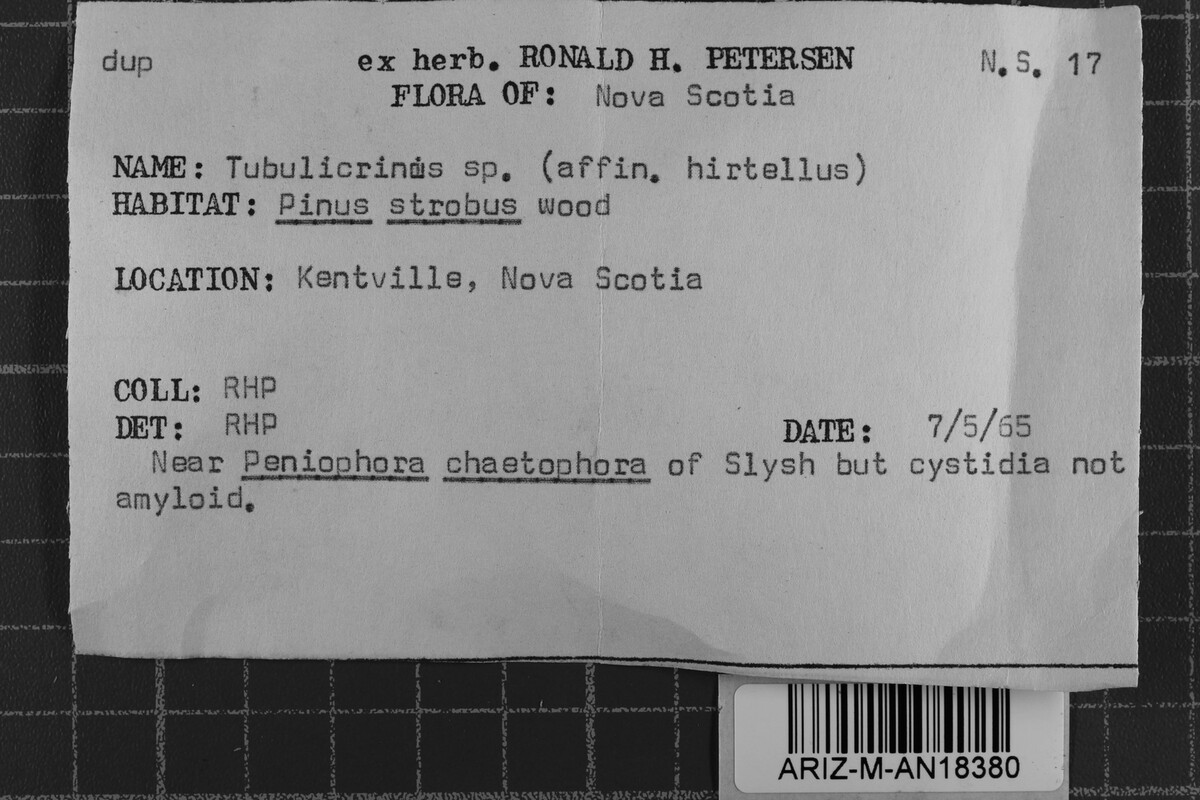 dup ex herb. RONALD H. PETERSEN N.S. 17
FLORA OF: Nova Scotia
NAME: Tubulicrinis sp. (affin. hirtellus)
HABITAT: Pinus strobus wood
LOCATION: Kentville, Nova Scotia
COLL: RHP
DET: RHP DATE: 7/5/65
Near Peniophora chaetophora of Slysh but cystidia not
amyloid.
ARIZ-M-AN18380